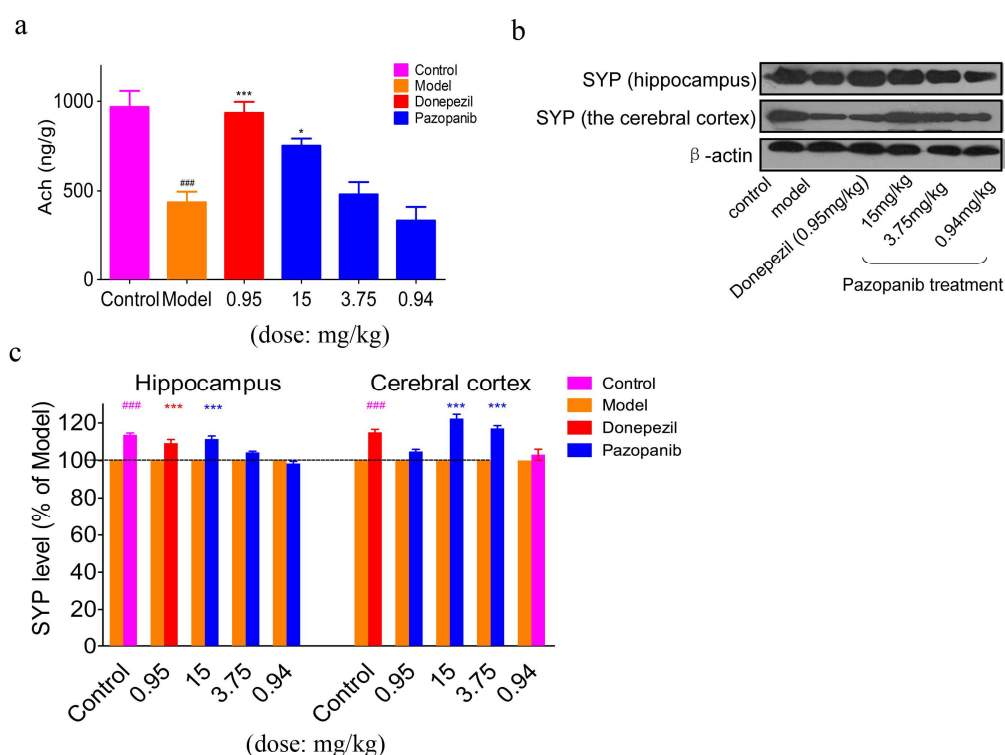 a
Control
Model
Donepezil
Pazopanib
Ach (ng/g)
1000
500
0
***
*
###
Control Model 0.95 15 3.75 0.94
(dose: mg/kg)
b
SYP (hippocampus)
SYP (the cerebral cortex)
β-actin
control
model
Donepezil (0.95mg/kg)
15mg/kg
3.75mg/kg
0.94mg/kg
Pazopanib treatment
c
Hippocampus Cerebral cortex
Control
Model
Donepezil
Pazopanib
SYP level (% of Model)
120
100
80
60
40
20
0
### *** *** ### *** ***
Control 0.95 15 3.75 0.94 Control 0.95 15 3.75 0.94
(dose: mg/kg)